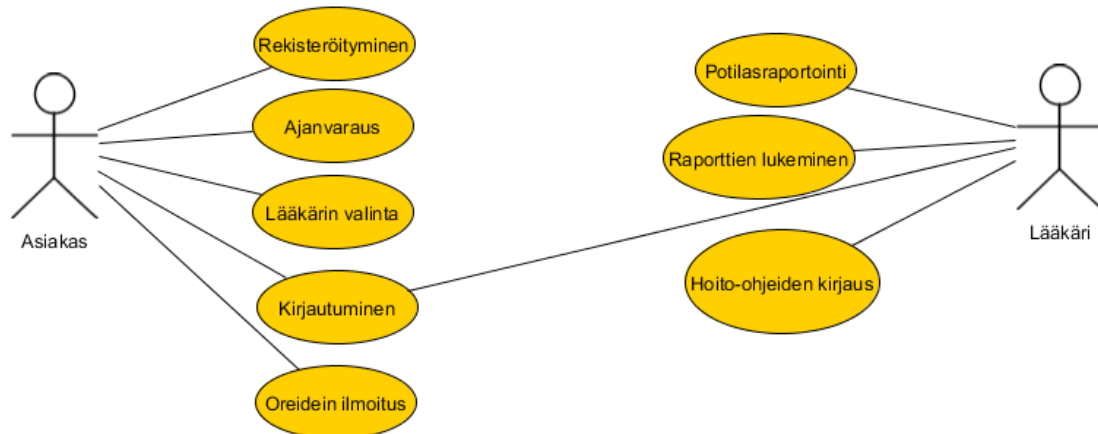 Rekisteröityminen
Potilasraportointi
Ajanvaraus
Raporttien lukeminen
Lääkärin valinta
Asiakas
Lääkäri
Hoito-ohjeiden kirjaus
Kirjautuminen
Oreidein ilmoitus